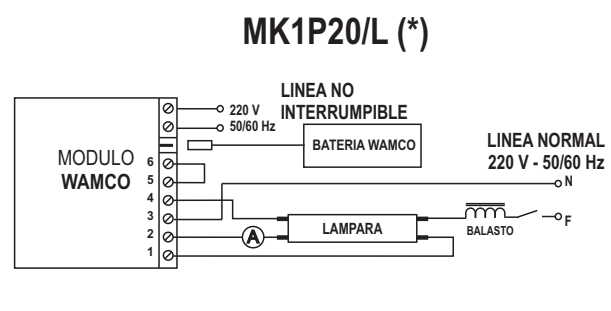 MK1P20/L (*)
LINEA NO
INTERRUMPIBLE
220 V
50/60 Hz
BATERIA WAMCO
LINEA NORMAL
220 V - 50/60 Hz
MODULO
WAMCO
6
5
4
3
2
1
N
A
LAMPARA
BALASTO
F